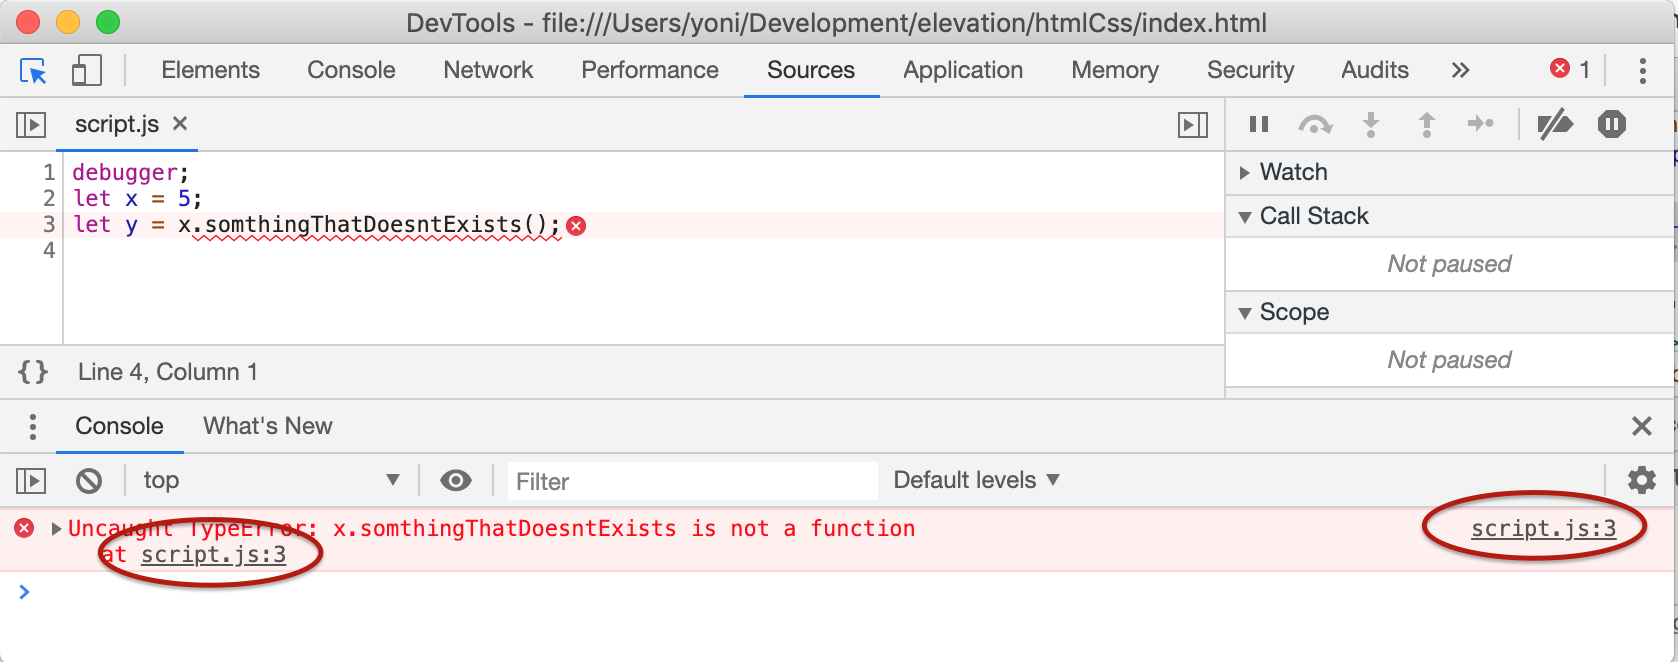 DevTools - file:///Users/yoni/Development/elevation/htmlCss/index.html
Elements Console Network Performance Sources Application Memory Security Audits » 1
script.js ×
1 debugger;
2 let x = 5;
3 let y = x.somthingThatDoesntExists();
4
{} Line 4, Column 1
Watch
Call Stack
Not paused
Scope
Not paused
Console What's New
top Filter Default levels
Uncaught TypeError: x.somthingThatDoesntExists is not a function script.js:3
at script.js:3